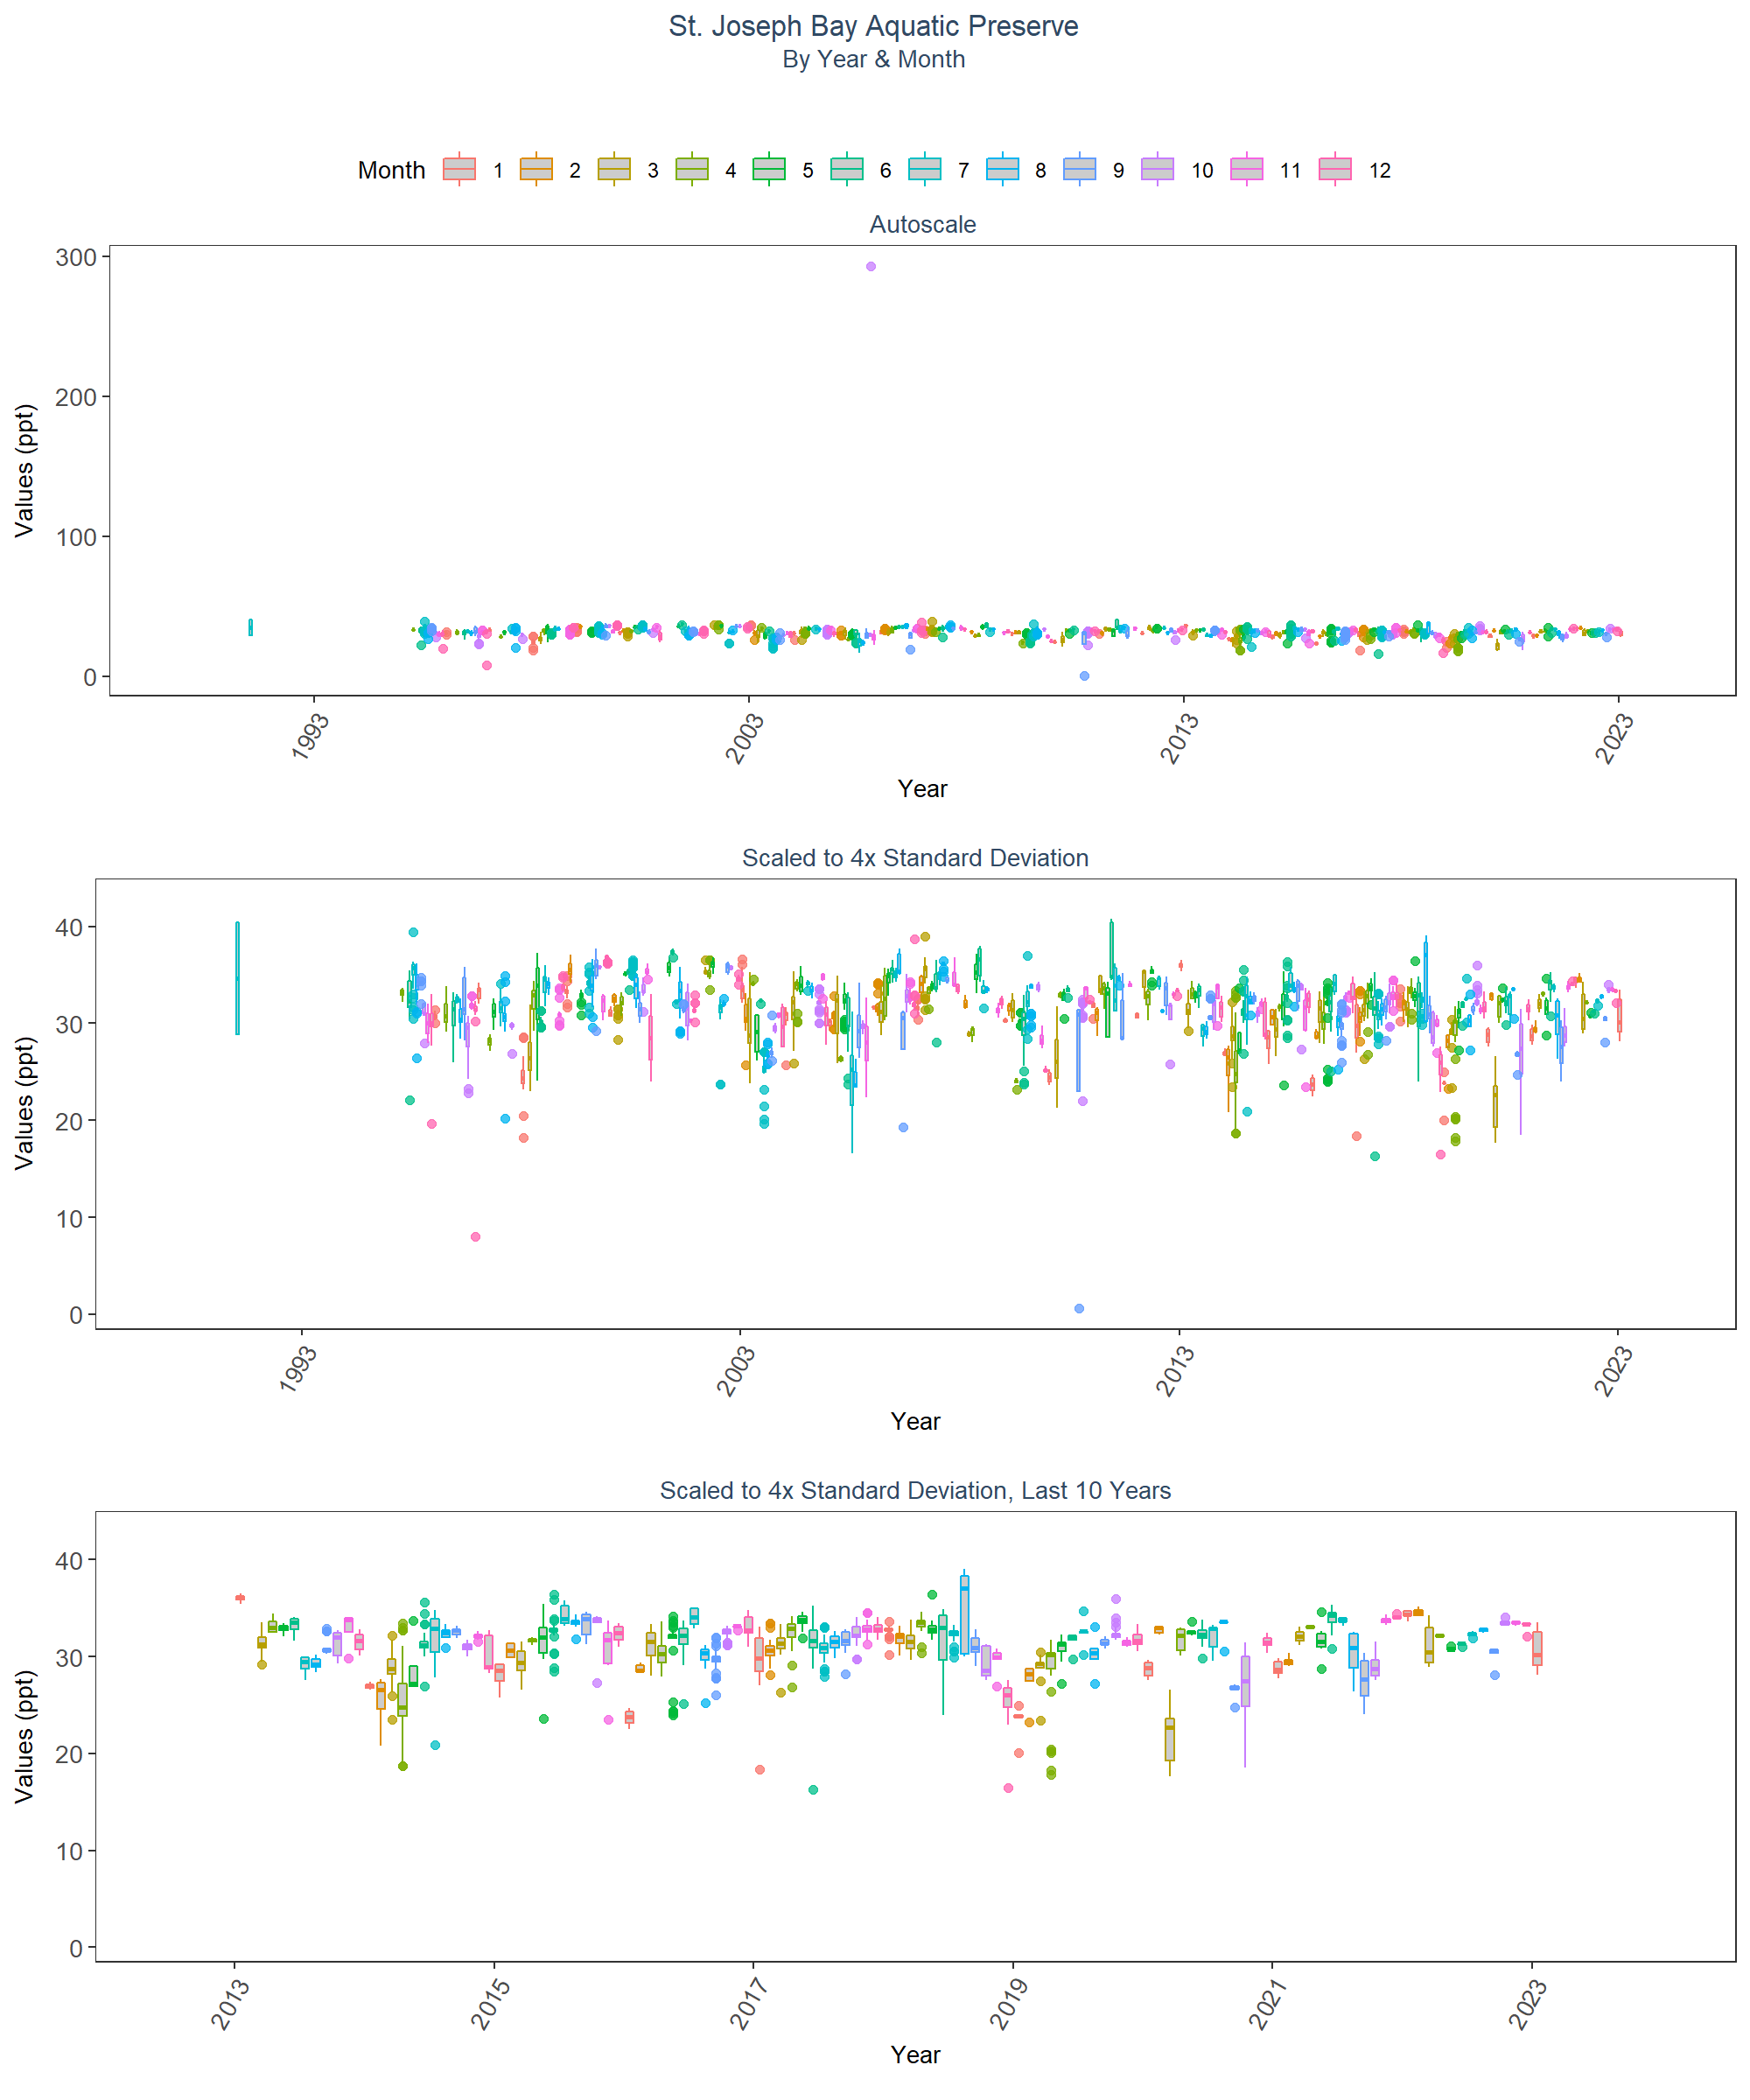 St. Joseph Bay Aquatic Preserve
By Year & Month
Month 1 2 3 4 5 6 7 8 9 10 11 12
Autoscale
300
200
100
0
Values (ppt)
1993 2003 2013 2023
Year
Scaled to 4x Standard Deviation
40
30
20
10
0
Values (ppt)
1993 2003 2013 2023
Year
Scaled to 4x Standard Deviation, Last 10 Years
40
30
20
10
0
Values (ppt)
2013 2015 2017 2019 2021 2023
Year